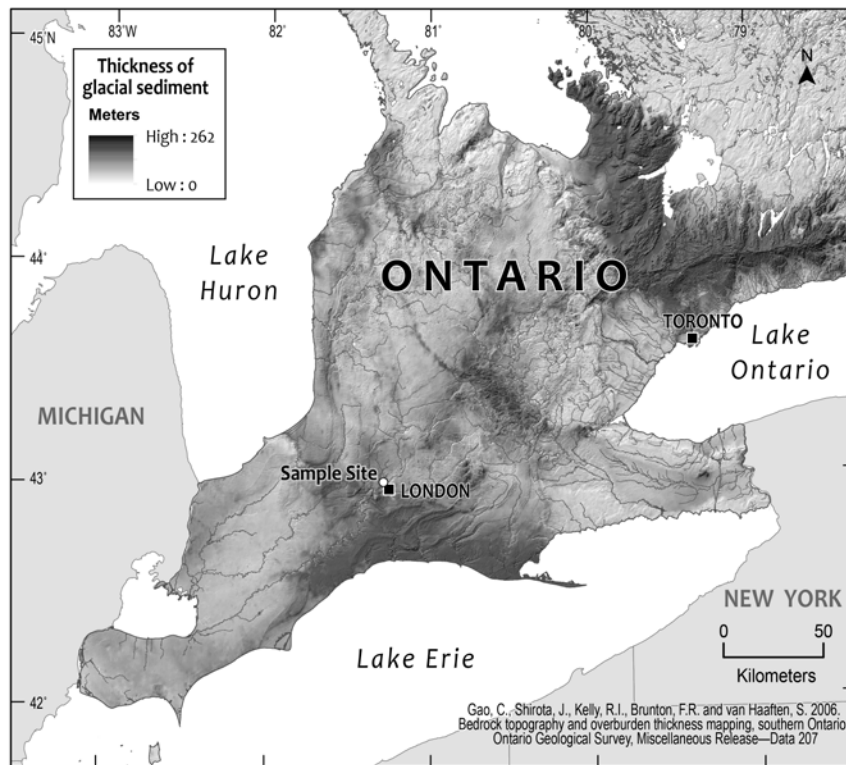 83W
82
81
80
79
45N
N
Thickness of
glacial sediment
Meters
High : 262
Low : 0
44
Lake
Huron
ONTARIO
TORONTO
Lake
Ontario
MICHIGAN
43
Sample Site
LONDON
NEW YORK
0 50
Kilometers
Lake Erie
42
Gao, C., Shirota, J., Kelly, R.I., Brunton, F.R. and van Haaften, S. 2006.
Bedrock topography and overburden thickness mapping, southern Ontario
Ontario Geological Survey, Miscellaneous Release—Data 207